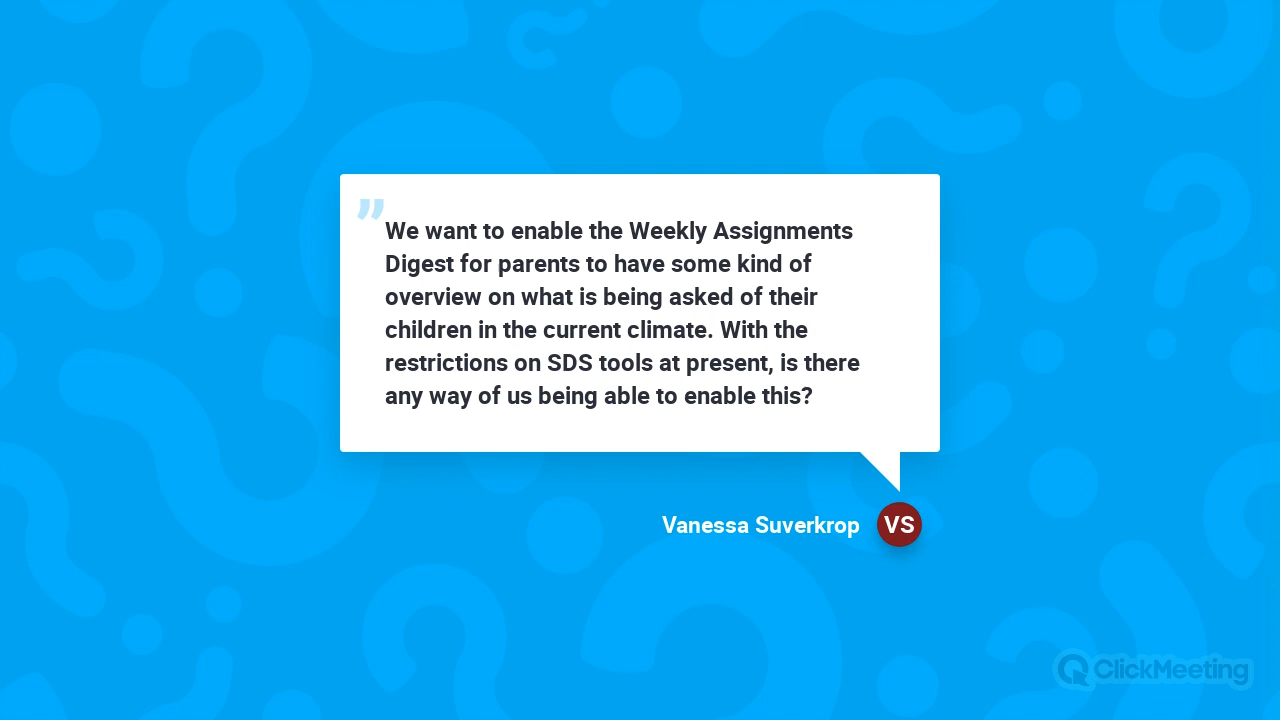 ”
We want to enable the Weekly Assignments
Digest for parents to have some kind of
overview on what is being asked of their
children in the current climate. With the
restrictions on SDS tools at present, is there
any way of us being able to enable this?
Vanessa Suverkrop VS
ClickMeeting